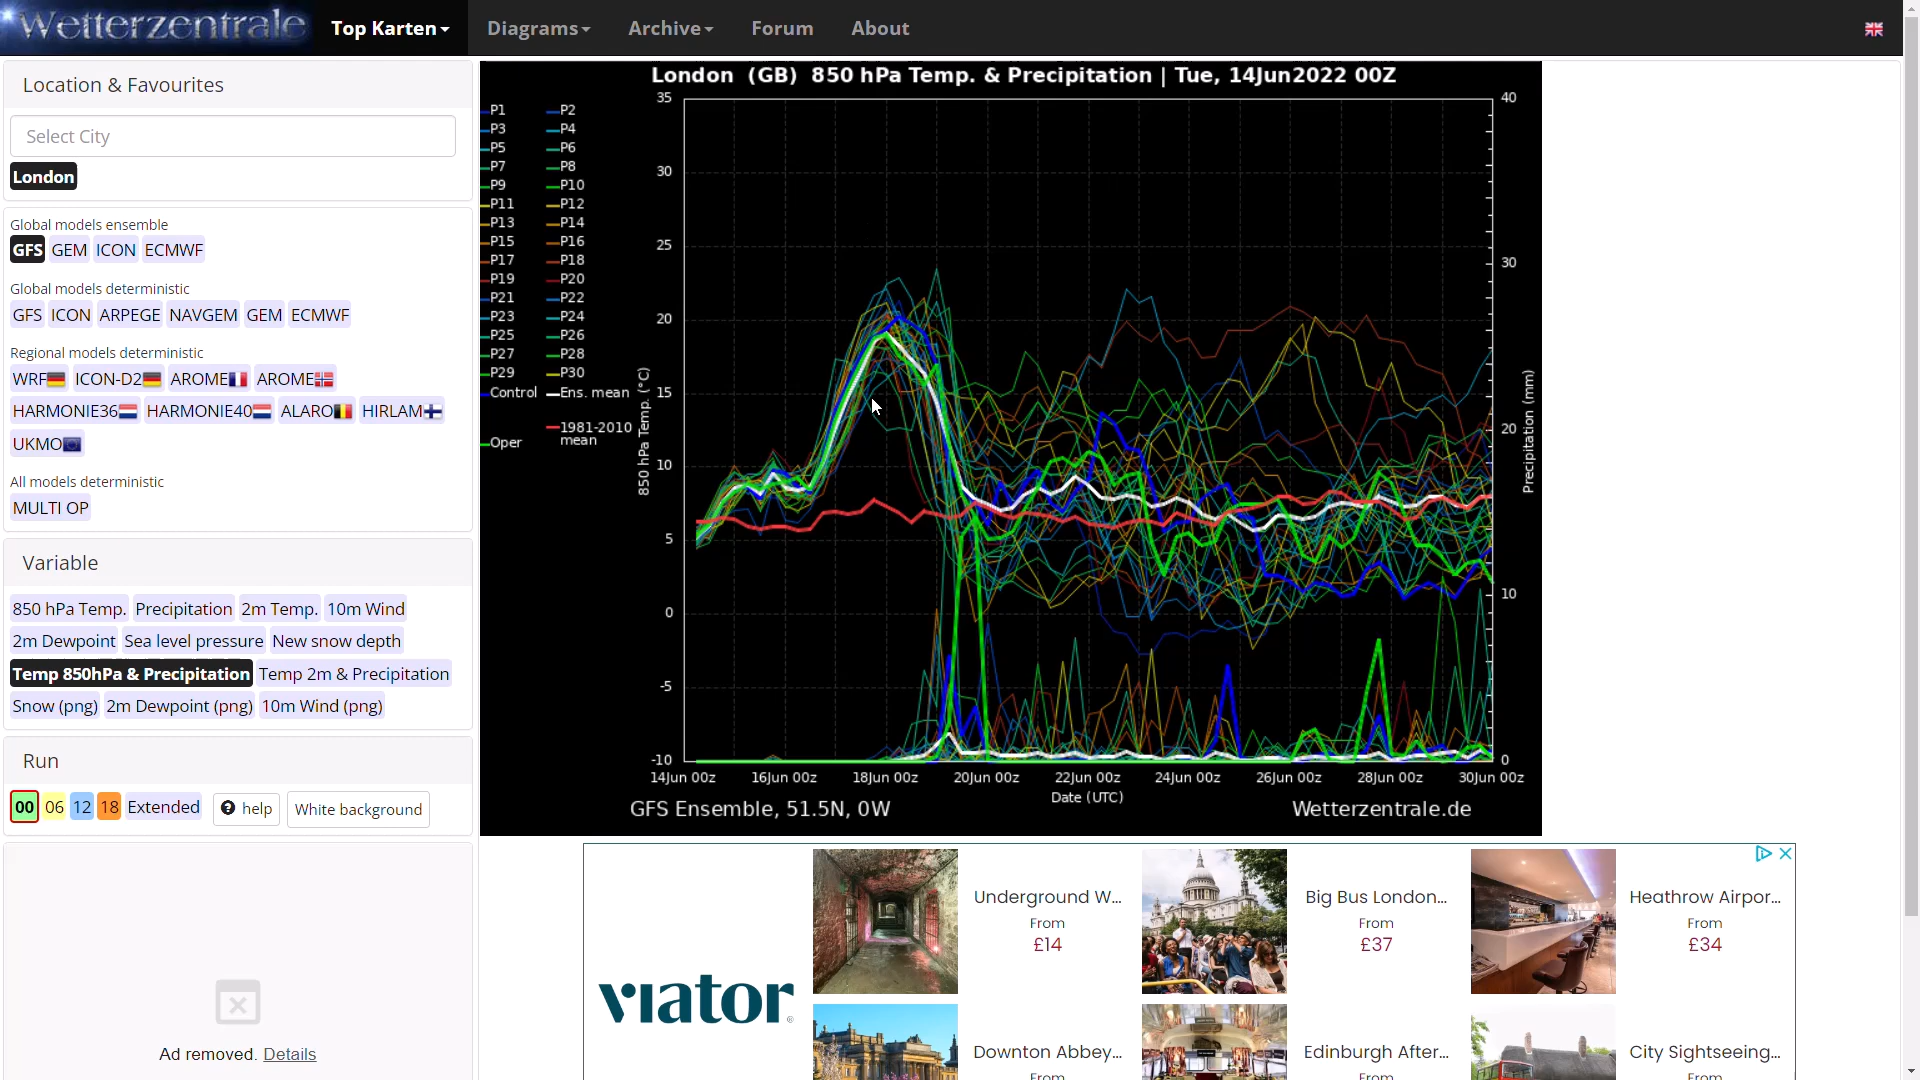 Wetterzentrale
Top Karten
Diagrams
Archive
Forum
About
Location & Favourites
Select City
London
Global models ensemble
GFS GEM ICON ECMWF
Global models deterministic
GFS ICON ARPEGE NAVGEM GEM ECMWF
Regional models deterministic
WRF ICON-D2 AROME AROME
HARMONIE36 HARMONIE40 ALARO HIRLAM
UKMO
All models deterministic
MULTI OP
Variable
850 hPa Temp. Precipitation 2m Temp. 10m Wind
2m Dewpoint Sea level pressure New snow depth
Temp 850hPa & Precipitation Temp 2m & Precipitation
Snow (png) 2m Dewpoint (png) 10m Wind (png)
Run
00 06 12 18 Extended help White background
Ad removed. Details
London (GB) 850 hPa Temp. & Precipitation | Tue, 14Jun2022 00Z
P1 P2
P3 P4
P5 P6
P7 P8
P9 P10
P11 P12
P13 P14
P15 P16
P17 P18
P19 P20
P21 P22
P23 P24
P25 P26
P27 P28
P29 P30
Control Ens. mean
Oper 1981-2010
mean
850 hPa Temp. (°C)
35
30
25
20
15
10
5
0
-5
-10
40
30
20
10
0
Precipitation (mm)
14Jun 00z 16Jun 00z 18Jun 00z 20Jun 00z 22Jun 00z 24Jun 00z 26Jun 00z 28Jun 00z 30Jun 00z
Date (UTC)
GFS Ensemble, 51.5N, 0W
Wetterzentrale.de
viator
Underground W...
From
£14
Big Bus London...
From
£37
Heathrow Airpor...
From
£34
Downton Abbey...
From
Edinburgh After...
From
City Sightseeing...
From